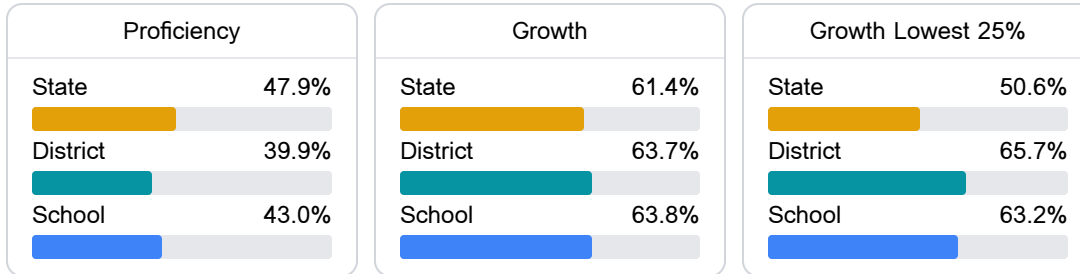 Proficiency
State 47.9%
District 39.9%
School 43.0%
Growth
State 61.4%
District 63.7%
School 63.8%
Growth Lowest 25%
State 50.6%
District 65.7%
School 63.2%